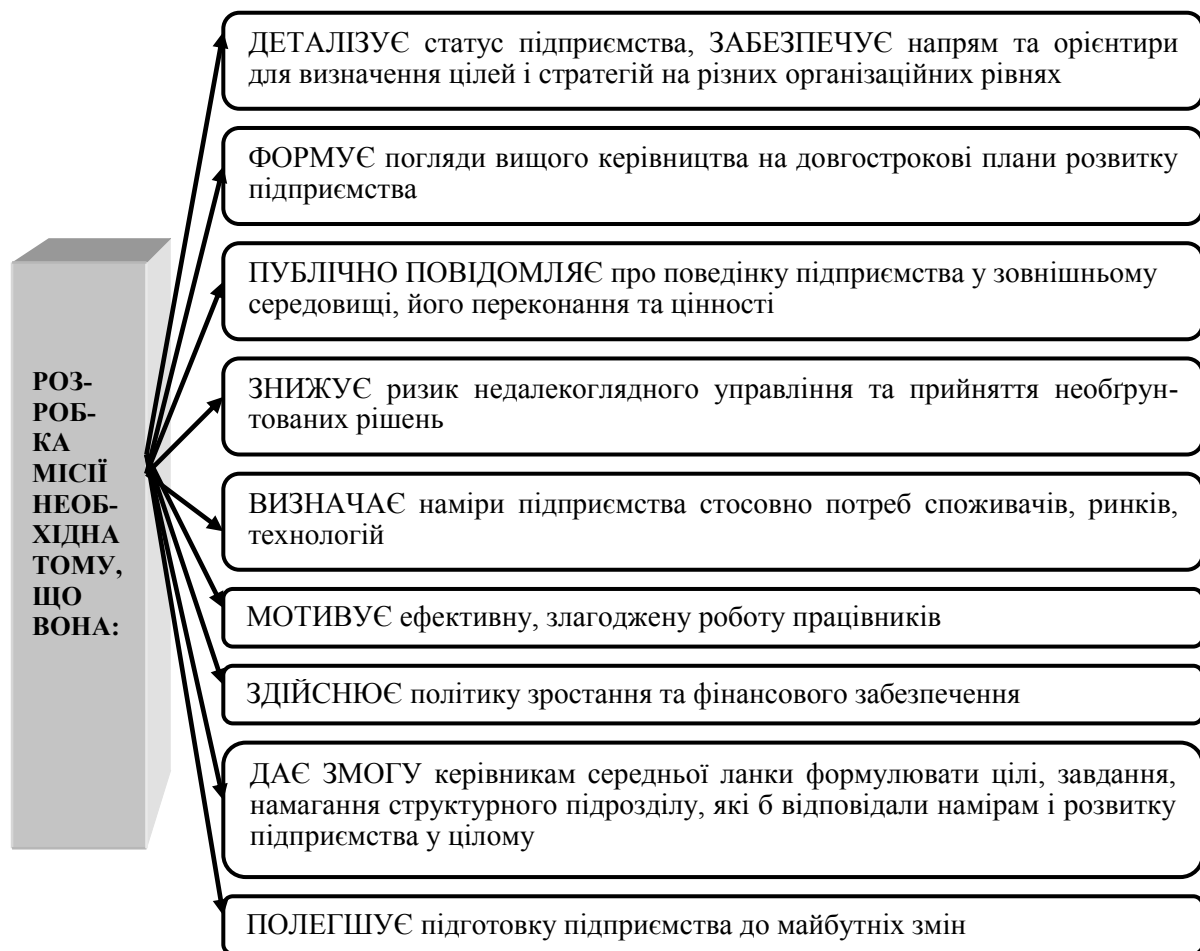 РОЗ-
РОБ-
КА
МІСІЇ
НЕОБ-
ХІДНА
ТОМУ,
ЩО
ВОНА:
ДЕТАЛІЗУЄ статус підприємства, ЗАБЕЗПЕЧУЄ напрям та орієнтири
для визначення цілей і стратегій на різних організаційних рівнях
ФОРМУЄ погляди вищого керівництва на довгострокові плани розвитку
підприємства
ПУБЛІЧНО ПОВІДОМЛЯЄ про поведінку підприємства у зовнішньому
середовищі, його переконання та цінності
ЗНИЖУЄ ризик недалекоглядного управління та прийняття необґрун-
тованих рішень
ВИЗНАЧАЄ наміри підприємства стосовно потреб споживачів, ринків,
технологій
МОТИВУЄ ефективну, злагоджену роботу працівників
ЗДІЙСНЮЄ політику зростання та фінансового забезпечення
ДАЄ ЗМОГУ керівникам середньої ланки формулювати цілі, завдання,
намагання структурного підрозділу, які б відповідали намірам і розвитку
підприємства у цілому
ПОЛЕГШУЄ підготовку підприємства до майбутніх змін